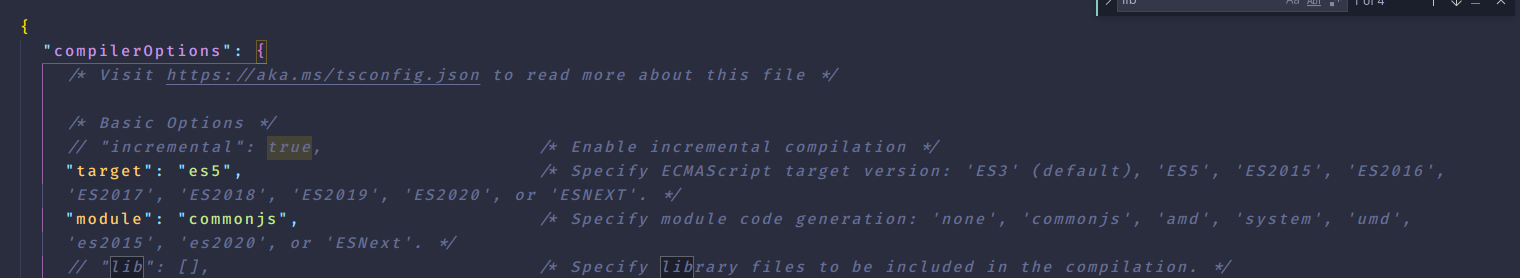 lib
Aa Abl .* 1 of 4
{
"compilerOptions": {
/* Visit https://aka.ms/tsconfig.json to read more about this file */
/* Basic Options */
// "incremental": true, /* Enable incremental compilation */
"target": "es5", /* Specify ECMAScript target version: 'ES3' (default), 'ES5', 'ES2015', 'ES2016',
'ES2017', 'ES2018', 'ES2019', 'ES2020', or 'ESNEXT'. */
"module": "commonjs", /* Specify module code generation: 'none', 'commonjs', 'amd', 'system', 'umd',
'es2015', 'es2020', or 'ESNext'. */
// "lib": [], /* Specify library files to be included in the compilation. */